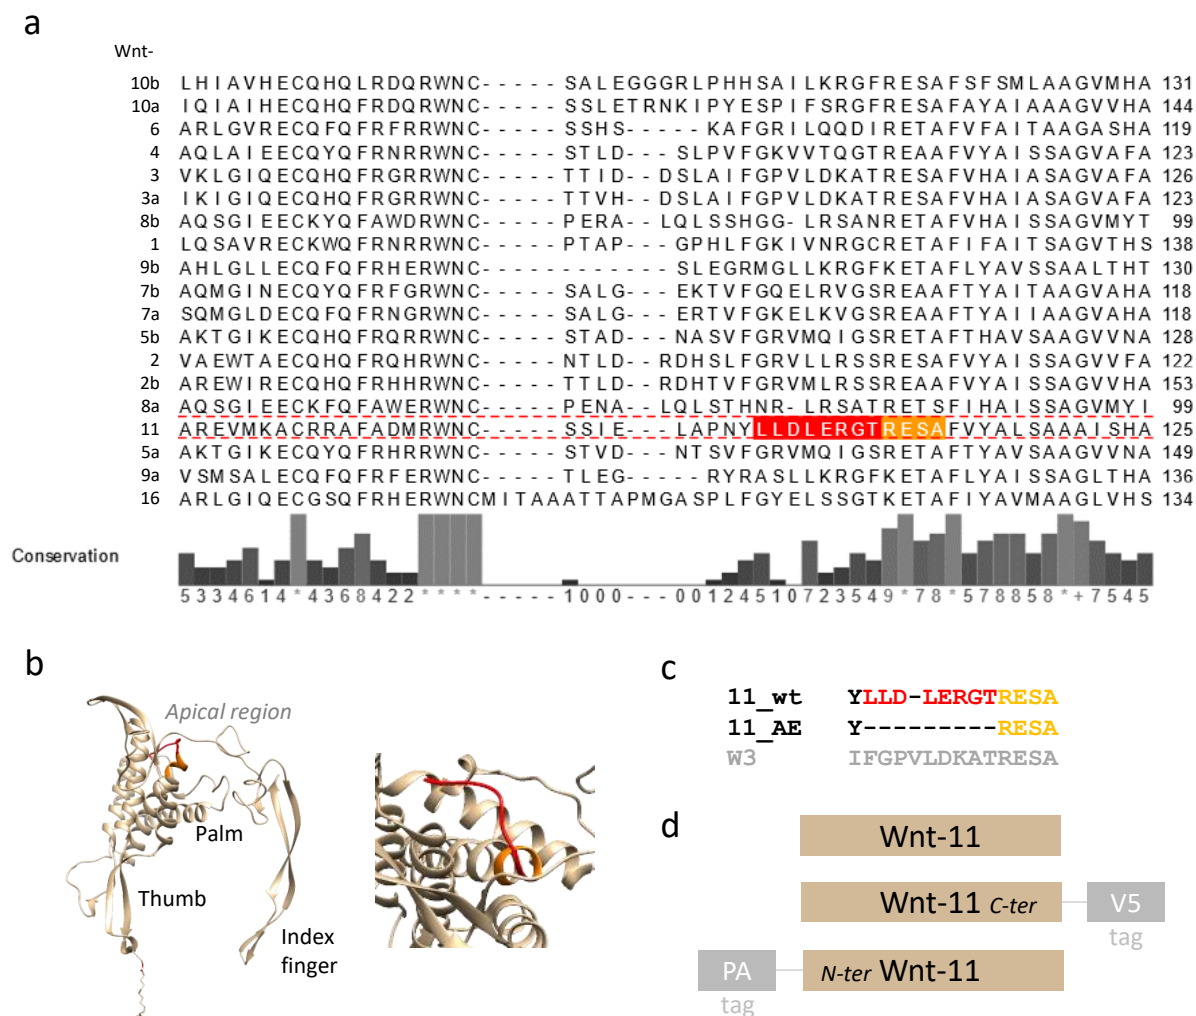 a
Wnt-
10b LHIAVHECQHQLRDQRWNC-----SALEGGGRLPHHSAILKRGFRESAFSFSMLAAGVMHA 131
10a IQIAIHECQHQFRDQRWNC-----SSLETRNKIPYESPIFSRGFRESAFAYAIAAAGVVHA 144
6 ARLGVRECQFQFRFRRWNC-----SSHS-----KAFGRILQQDIRETAFVFAITAAGASHA 119
4 AQLAIEECQYQFRNRRWNC-----STLD---SLPVFGKVVTQGTREAAFVYAISSAGVAFA 123
3 VKLGIQECQHQFRGRRWNC-----TTID---DSLAIFGPVLDKATRESAFVHAIASAGVAFA 126
3a IKIGIQECQHQFRGRRWNC-----TTVH---DSLAIFGPVLDKATRESAFVHAIASAGVAFA 123
8b AQSGIEECKYQFAWDRWNC-----PERA---LQLSSHGG-LRSANRETAFVHAISSAGVMYT 99
1 LQSAVRECKWQFRNRRWNC-----PTAP----GPHLFGKIVNRGCRETAFIFAITSAGVTHS 138
9b AHLGLLECQFQFRHERWNC------------SLEGRMGLLKRGFKETAFLYAVSSAALTHT 130
7b AQMGINECQYQFRFGRWNC-----SALG---EKTVFGQELRVGSREAAFTYAITAAGVAHA 118
7a SQMGLDECQFQFRNGRWNC-----SALG---ERTVFGKELKVGSREAAFTYAIIAAGVAHA 118
5b AKTGIKECQHQFRQRRWNC-----STAD---NASVFGRVMQIGSRETAFTHAVSAAGVVNA 128
2 VAEWTAECQHQFRQHRWNC-----NTLD---RDHSLFGRVLLRSSRESAFVYAISSAGVVFA 122
2b AREWIRECQHQFRHHRWNC-----TTLD---RDHTVFGRVMLRSSREAAFVYAISSAGVVHA 153
8a AQSGIEECKFQFAWERWNC-----PENA---LQLSTHNR-LRSATRETSFIHAISSAGVMYI 99
11 AREVMKACRRAFADMRWNC-----SSIE---LAPNYLLDLERGTRESAFVYALSAAAISHA 125
5a AKTGIKECQYQFRHRRWNC-----STVD---NTSVFGRVMQIGSRETAFTYAVSAAGVVNA 149
9a VSMSALECQFQFRFERWNC-----TLEG-----RYRASLLKRGFKETAFLYAISSAGLTHA 136
16 ARLGIQECGSQFRHERWNCMITAAATTAPMGASPLFGYELSSGTKETAFIYAVMAAGLVHS 134
Conservation
5334614*4368422****-----1000---00124510723549*78*578858*+7545
b
Apical region
Palm
Thumb
Index
finger
c
11_wt YLLD-LERGTRESA
11_AE Y---------RESA
W3 IFGPVLDKATRESA
d
Wnt-11
Wnt-11 C-ter V5
tag
PA N-ter Wnt-11
tag